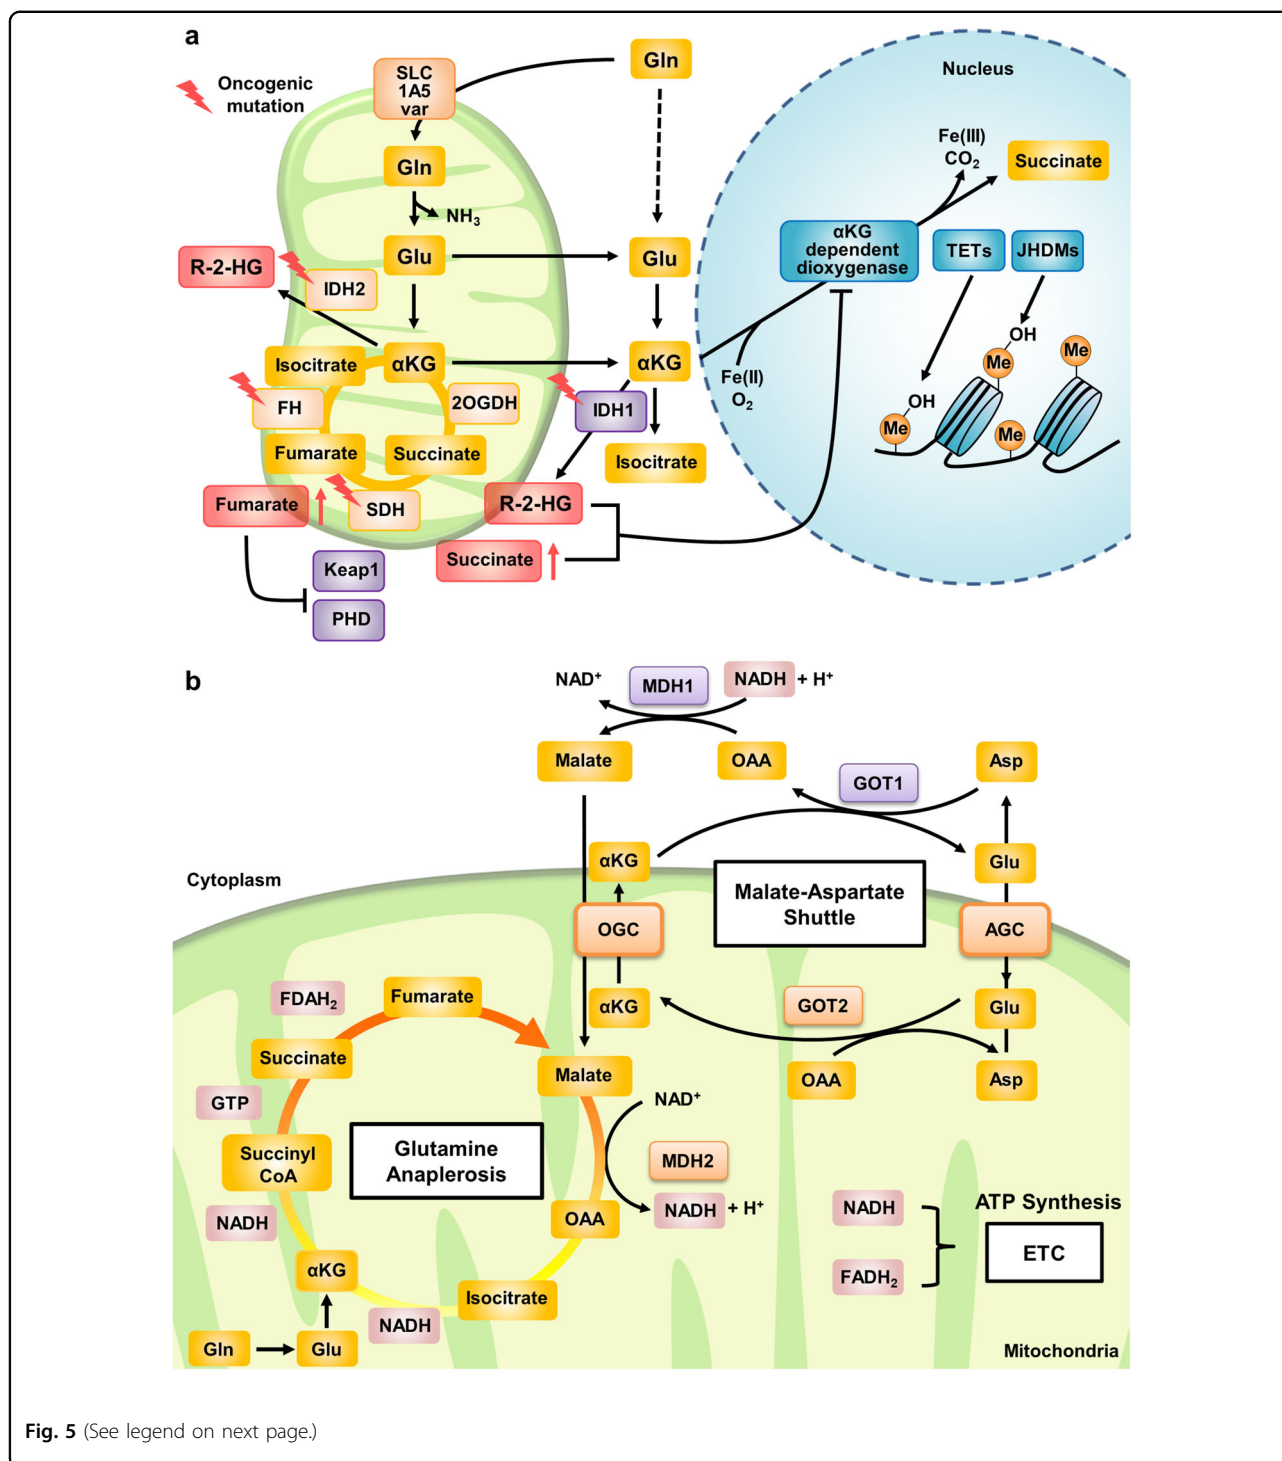 a
Oncogenic
mutation
SLC
1A5
var
Gln
Nucleus
Gln
NH3
Fe(III)
CO2
Succinate
R-2-HG
IDH2
Glu
Glu
αKG
dependent
dioxygenase
TETs
JHDMs
Isocitrate
αKG
αKG
Fe(II)
O2
OH
Me
Me
FH
2OGDH
IDH1
OH
Me
Me
Fumarate
Succinate
Isocitrate
Fumarate
SDH
R-2-HG
Succinate
Keap1
PHD
b
NAD+
MDH1
NADH + H+
Malate
OAA
Asp
GOT1
αKG
Glu
Cytoplasm
Malate-Aspartate
Shuttle
OGC
AGC
FDAH2
Fumarate
αKG
GOT2
Glu
Succinate
Malate
OAA
Asp
GTP
NAD+
Succinyl
CoA
Glutamine
Anaplerosis
MDH2
NADH
OAA
NADH + H+
NADH
ATP Synthesis
ETC
FADH2
αKG
Isocitrate
NADH
Gln
Glu
Mitochondria
Fig. 5 (See legend on next page.)